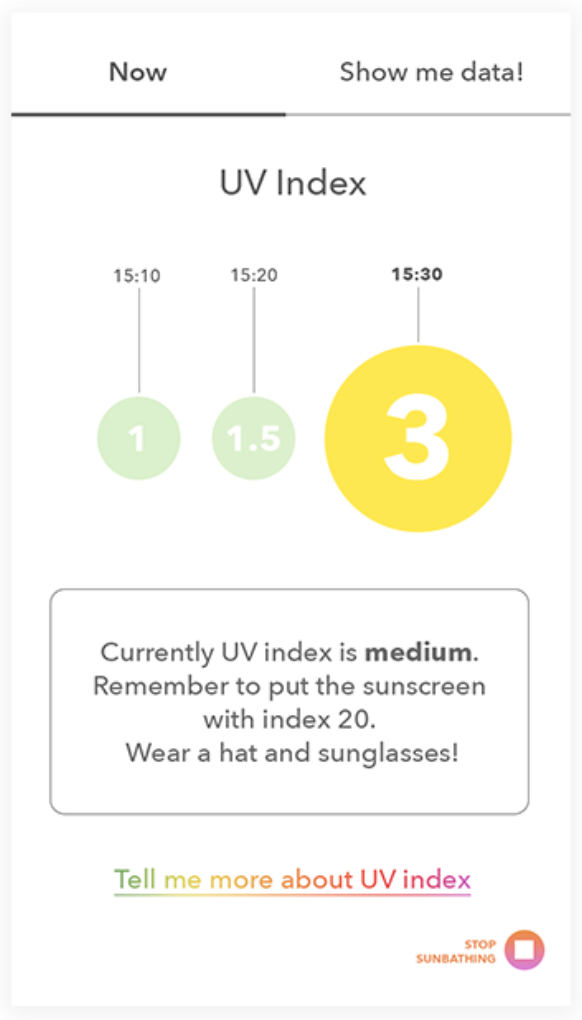 Now
Show me data!
UV Index
15:10
15:20
15:30
1
1.5
3
Currently UV index is medium.
Remember to put the sunscreen
with index 20.
Wear a hat and sunglasses!
Tell me more about UV index
STOP
SUNBATHING